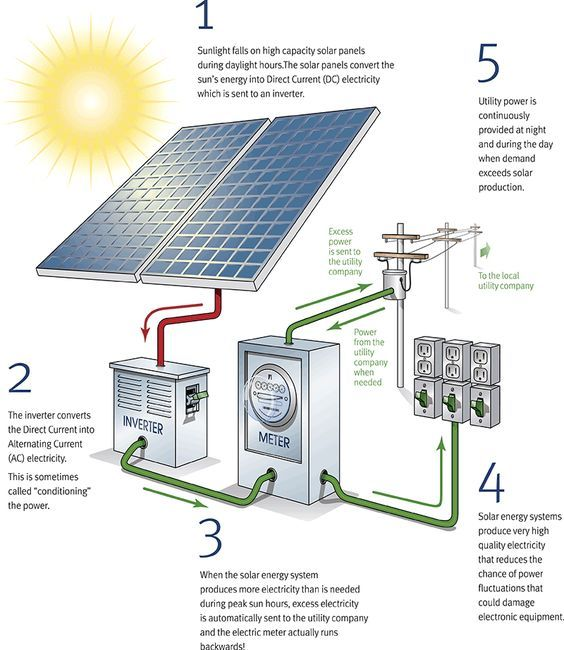 1
Sunlight falls on high capacity solar panels
during daylight hours.The solar panels convert the
sun's energy into Direct Current (DC) electricity
which is sent to an inverter.
5
Utility power is
continuously
provided at night
and during the day
when demand
exceeds solar
production.
Excess
power
is sent to
the utility
company
To the local
utility company
Power
from the
utility
company
when
needed
2
The inverter converts
the Direct Current into
Alternating Current
(AC) electricity.
This is sometimes
called "conditioning"
the power.
INVERTER
METER
3
When the solar energy system
produces more electricity than is needed
during peak sun hours, excess electricity
is automatically sent to the utility company
and the electric meter actually runs
backwards!
4
Solar energy systems
produce very high
quality electricity
that reduces the
chance of power
fluctuations that
could damage
electronic equipment.